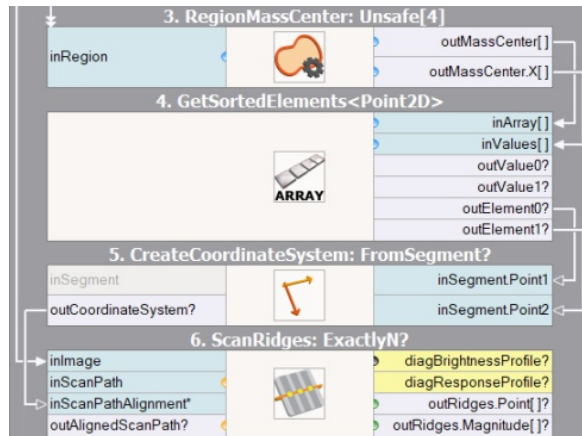 3. RegionMassCenter: Unsafe[4]
inRegion
outMassCenter[ ]
outMassCenter.X[ ]
4. GetSortedElements<Point2D>
ARRAY
inArray[ ]
inValues[ ]
outValue0?
outValue1?
outElement0?
outElement1?
5. CreateCoordinateSystem: FromSegment?
inSegment
outCoordinateSystem?
inSegment.Point1
inSegment.Point2
6. ScanRidges: ExactlyN?
inImage
inScanPath
inScanPathAlignment*
outAlignedScanPath?
diagBrightnessProfile?
diagResponseProfile?
outRidges.Point[ ]?
outRidges.Magnitude[ ]?